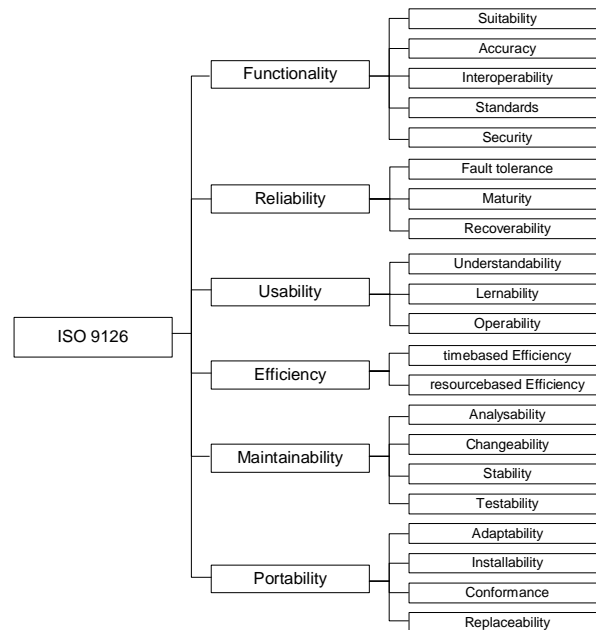 Suitability
Accuracy
Functionality
Interoperability
Standards
Security
Fault tolerance
Reliability
Maturity
Recoverability
Understandability
Usability
Lernability
Operability
ISO 9126
timebased Efficiency
Efficiency
resourcebased Efficiency
Analysability
Changeability
Maintainability
Stability
Testability
Adaptability
Installability
Portability
Conformance
Replaceability